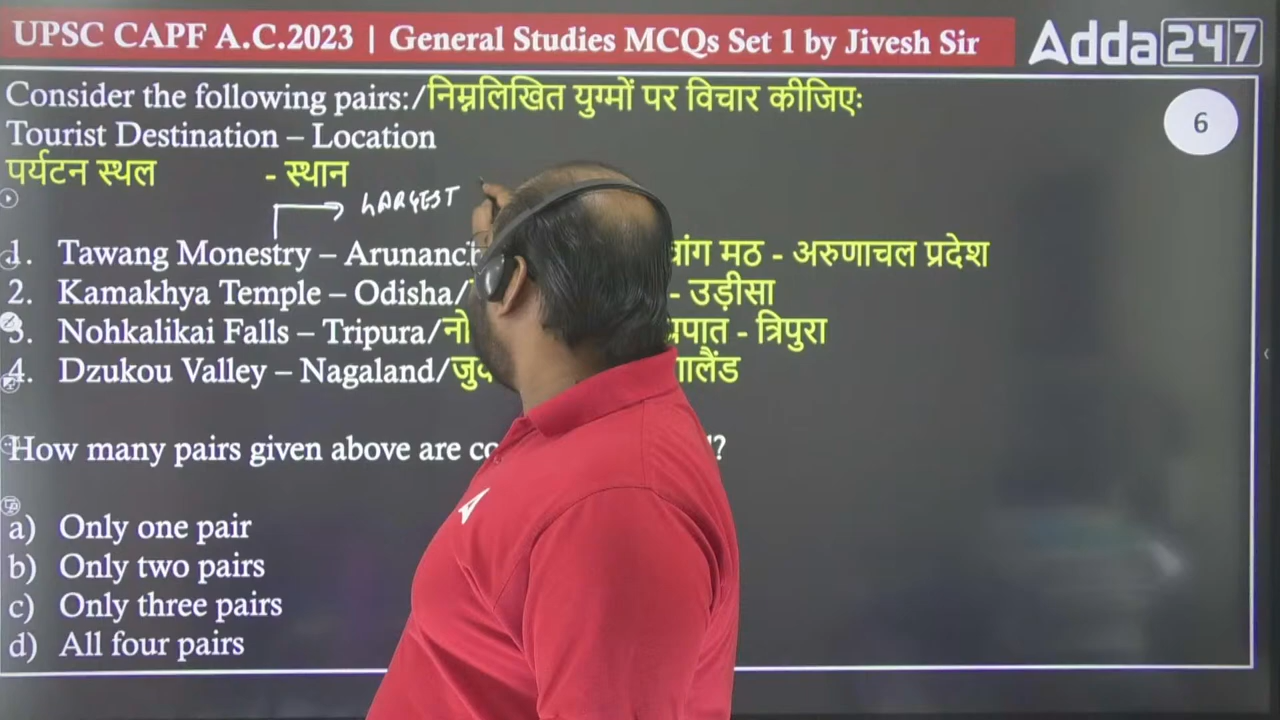 UPSC CAPF A.C.2023 | General Studies MCQs Set 1 by Jivesh Sir
Adda247
Consider the following pairs:/निम्नलिखित युग्मों पर विचार कीजिएः
6
Tourist Destination – Location
पर्यटन स्थल - स्थान
LARGEST
1. Tawang Monestry – मठ - अरुणाचल प्रदेश
2. Kamakhya Temple – Odisha/ - उड़ीसा
3. Nohkalikai Falls – Tripura/ - त्रिपुरा
4. Dzukou Valley – Nagaland/
How many pairs given above are
a) Only one pair
b) Only two pairs
c) Only three pairs
d) All four pairs